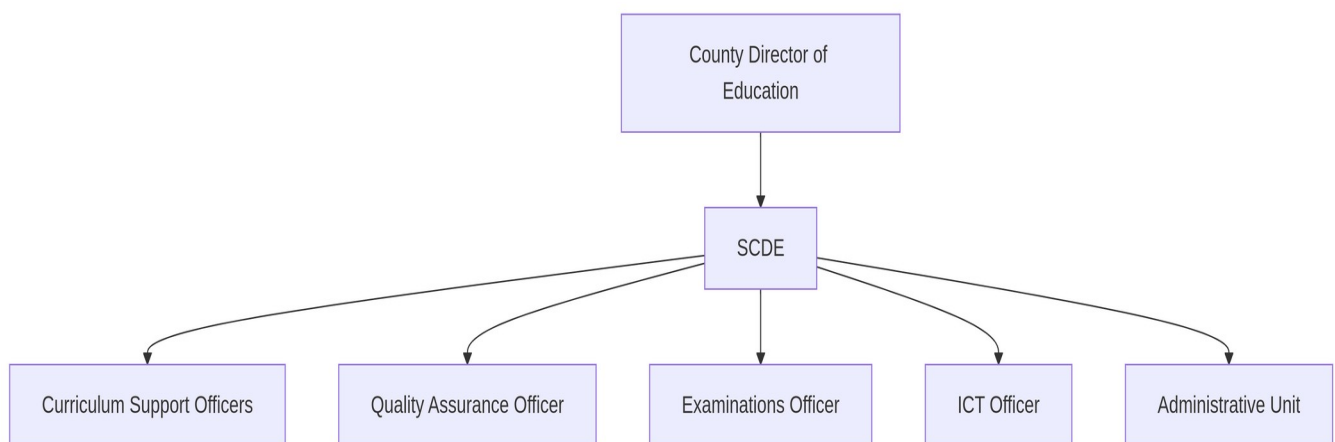 County Director of
Education
SCDE
Curriculum Support Officers
Quality Assurance Officer
Examinations Officer
ICT Officer
Administrative Unit